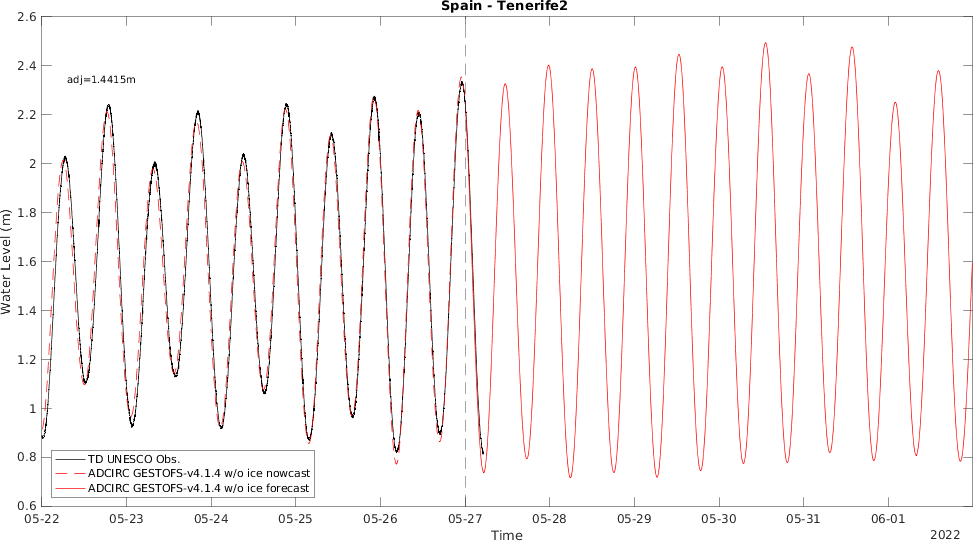 Spain - Tenerife2
adj=1.4415m
2.6
2.4
2.2
2
1.8
1.6
1.4
1.2
1
0.8
0.6
Water Level (m)
TD UNESCO Obs.
ADCIRC GESTOFS-v4.1.4 w/o ice nowcast
ADCIRC GESTOFS-v4.1.4 w/o ice forecast
05-22 05-23 05-24 05-25 05-26 05-27 05-28 05-29 05-30 05-31 06-01
Time
2022